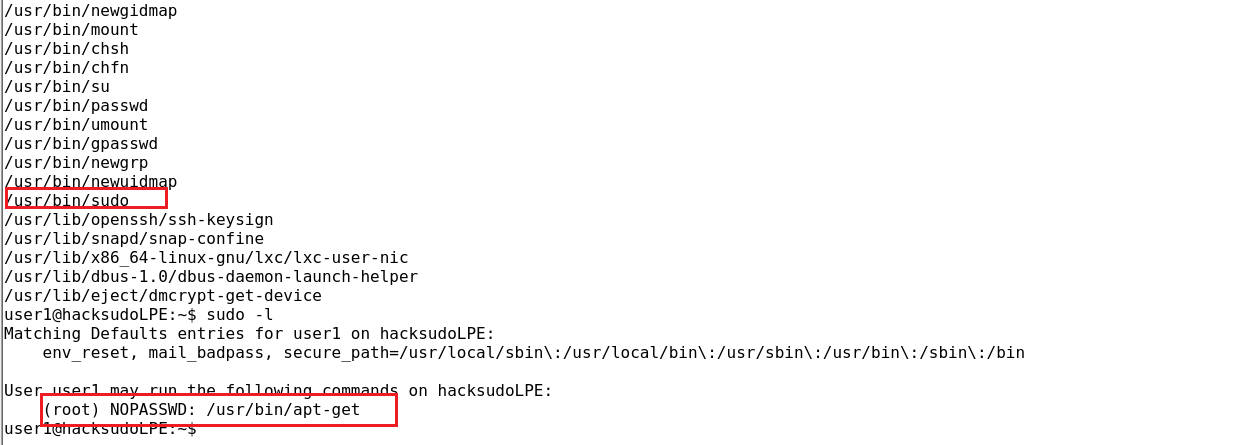 /usr/bin/newgidmap
/usr/bin/mount
/usr/bin/chsh
/usr/bin/chfn
/usr/bin/su
/usr/bin/passwd
/usr/bin/umount
/usr/bin/gpasswd
/usr/bin/newgrp
/usr/bin/newuidmap
/usr/bin/sudo
/usr/lib/openssh/ssh-keysign
/usr/lib/snapd/snap-confine
/usr/lib/x86_64-linux-gnu/lxc/lxc-user-nic
/usr/lib/dbus-1.0/dbus-daemon-launch-helper
/usr/lib/eject/dmcrypt-get-device
user1@hacksudoLPE:~$ sudo -l
Matching Defaults entries for user1 on hacksudoLPE:
    env_reset, mail_badpass, secure_path=/usr/local/sbin\:/usr/local/bin\:/usr/sbin\:/usr/bin\:/sbin\:/bin

User user1 may run the following commands on hacksudoLPE:
    (root) NOPASSWD: /usr/bin/apt-get
user1@hacksudoLPE:~$